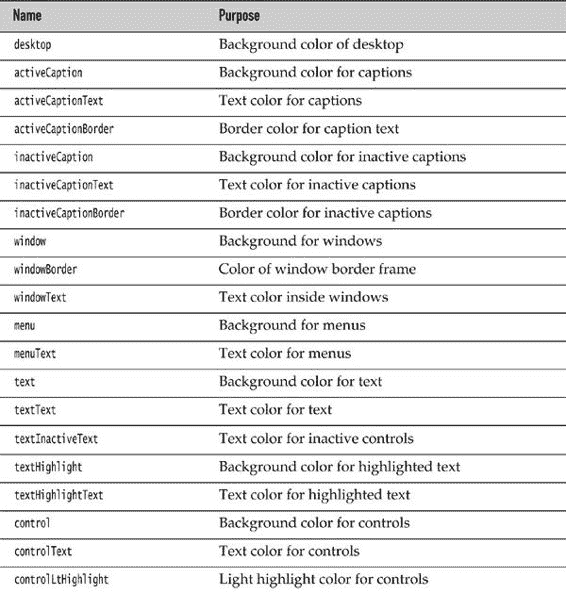 Name Purpose
desktop Background color of desktop
activeCaption Background color for captions
activeCaptionText Text color for captions
activeCaptionBorder Border color for caption text
inactiveCaption Background color for inactive captions
inactiveCaptionText Text color for inactive captions
inactiveCaptionBorder Border color for inactive captions
window Background for windows
windowBorder Color of window border frame
windowText Text color inside windows
menu Background for menus
menuText Text color for menus
text Background color for text
textText Text color for text
textInactiveText Text color for inactive controls
textHighlight Background color for highlighted text
textHighlightText Text color for highlighted text
control Background color for controls
controlText Text color for controls
controlLtHighlight Light highlight color for controls